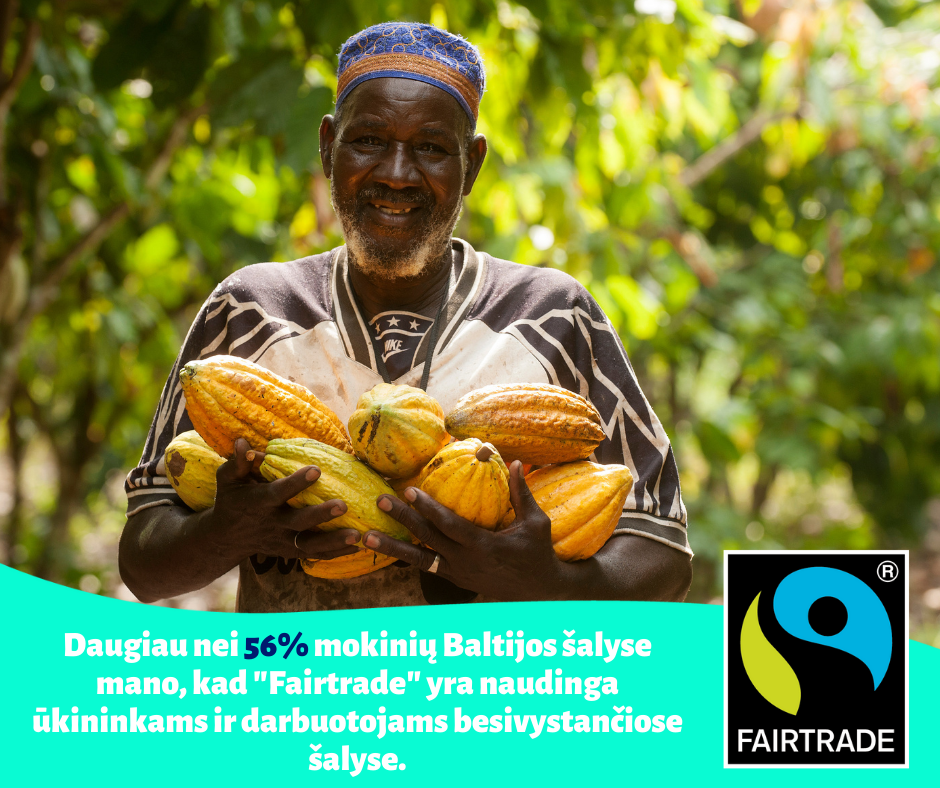 NIKE
Daugiau nei 56% mokinių Baltijos šalyse
mano, kad "Fairtrade" yra naudinga
ūkininkams ir darbuotojams besivystančiose
šalyse.
®
FAIRTRADE